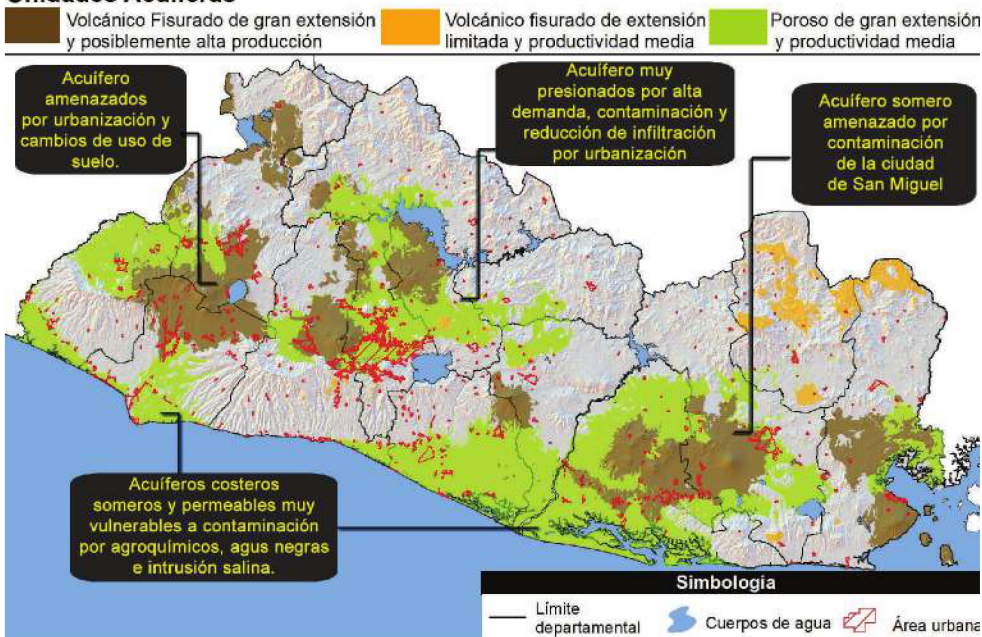 Unidades Acuíferas
Volcánico Fisurado de gran extensión
y posiblemente alta producción
Volcánico fisurado de extensión
limitada y productividad media
Poroso de gran extensión
y productividad media
Acuífero
amenazados
por urbanización y
cambios de uso de
suelo.
Acuífero muy
presionados por alta
demanda, contaminación y
reducción de infiltración
por urbanización
Acuífero somero
amenazado por
contaminación
de la ciudad
de San Miguel
Acuíferos costeros
someros y permeables muy
vulnerables a contaminación
por agroquímicos, agus negras
e intrusión salina.
Simbología
Límite
departamental
Cuerpos de agua
Área urbana